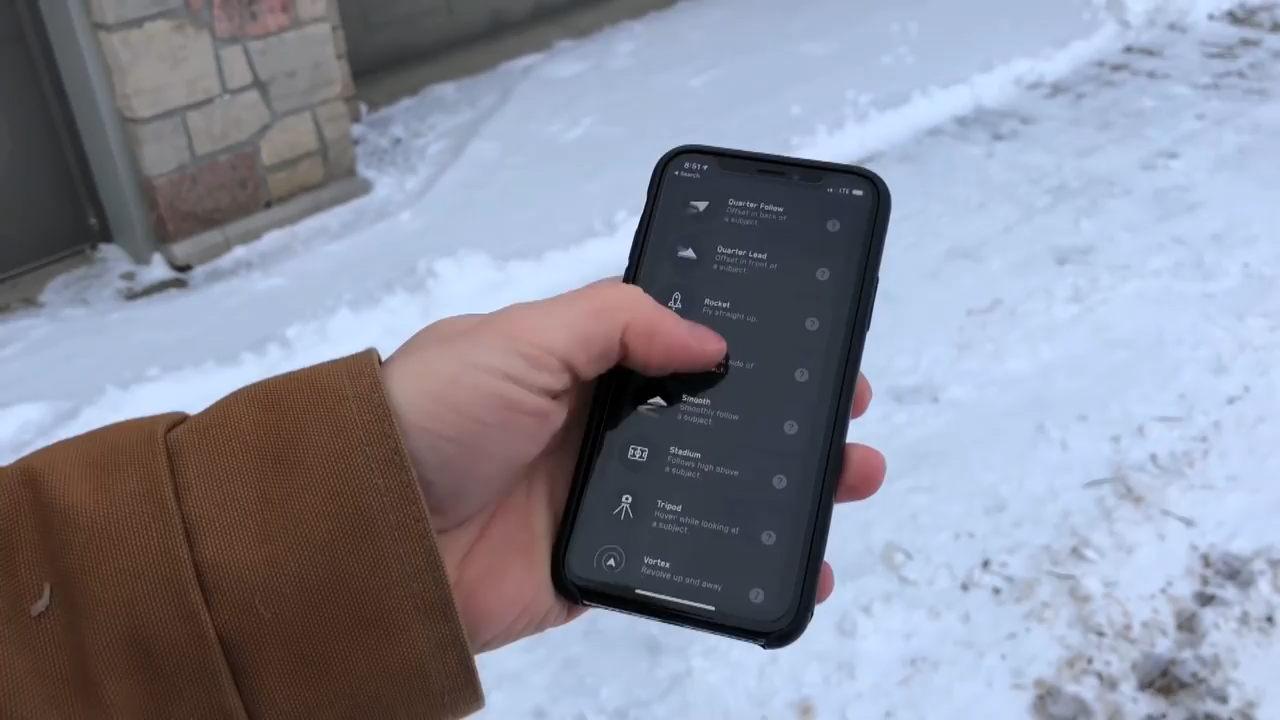 8:51
◀ Search
LTE
Quarter Follow
Offset in back of
a subject.
?
Quarter Lead
Offset in front of
a subject.
?
Rocket
Fly straight up.
?
side of
?
Smooth
Smoothly follow
a subject.
?
Stadium
Follows high above
a subject.
?
Tripod
Hover while looking at
a subject.
?
Vortex
Revolve up and away